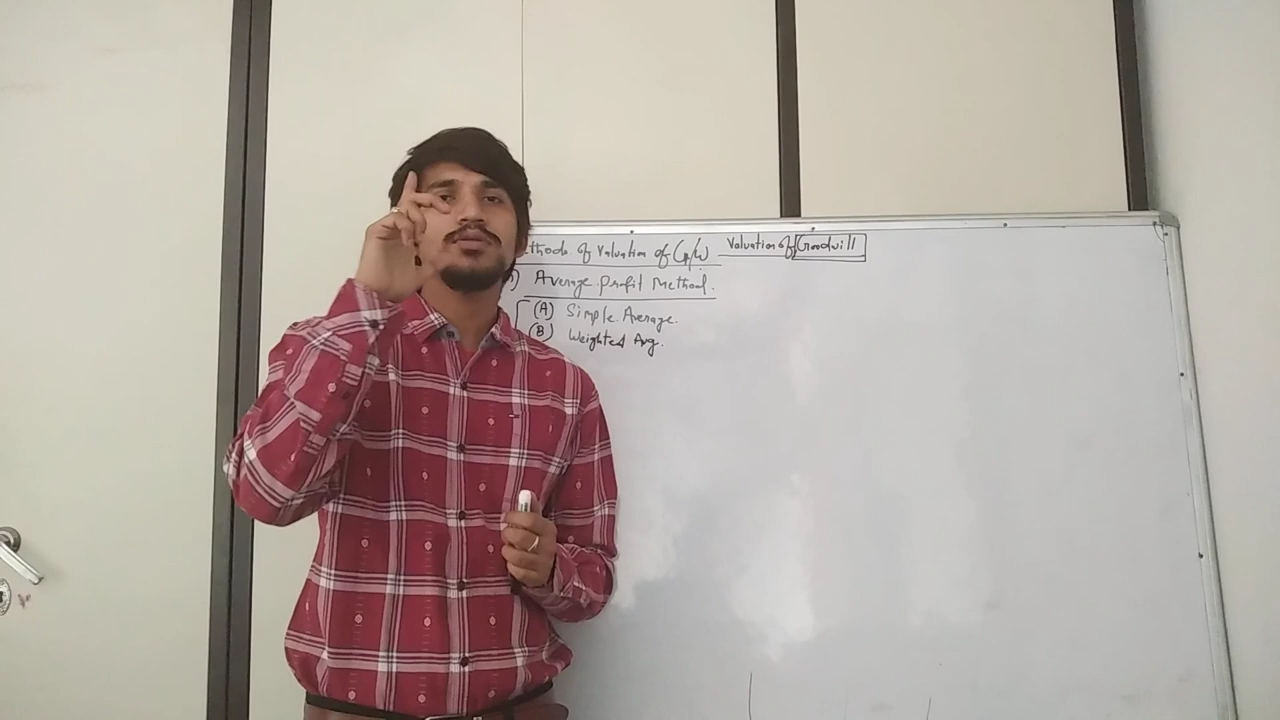 Valuation of Goodwill
thods of Valuation of G/W
) Average Profit Method.
(A) Simple Average.
(B) Weighted Avg.